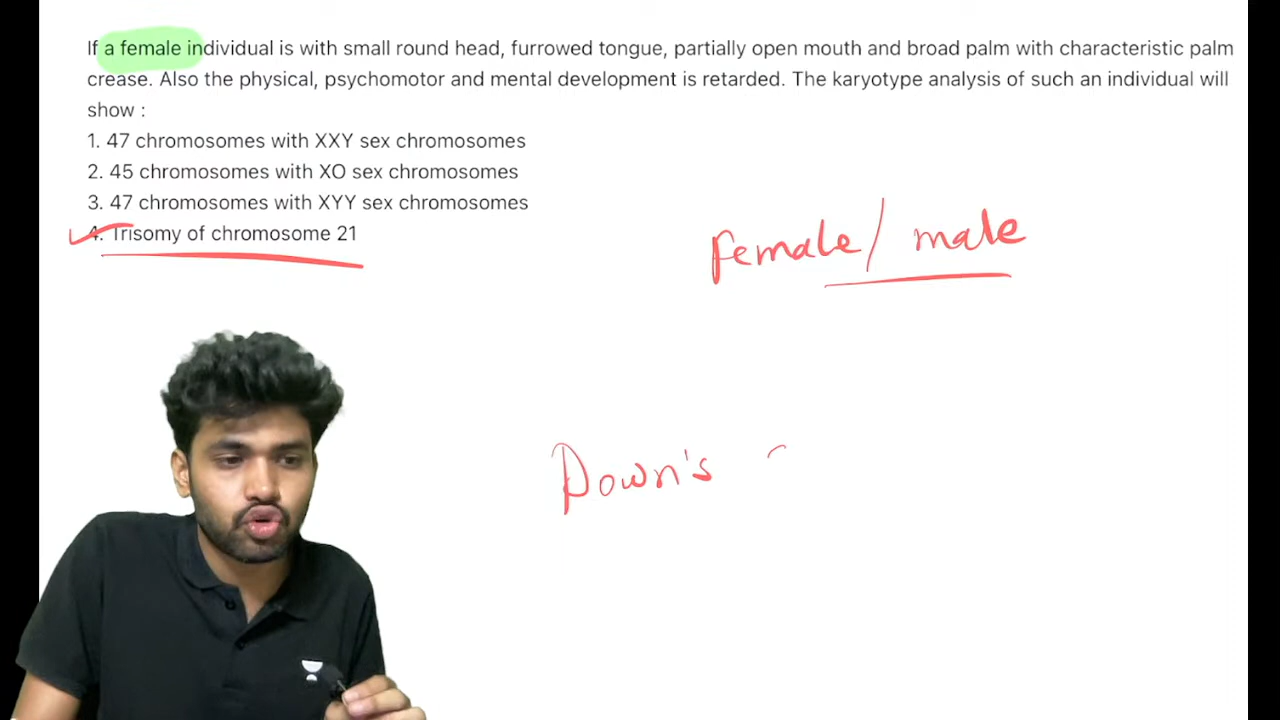 If a female individual is with small round head, furrowed tongue, partially open mouth and broad palm with characteristic palm
crease. Also the physical, psychomotor and mental development is retarded. The karyotype analysis of such an individual will
show :
1. 47 chromosomes with XXY sex chromosomes
2. 45 chromosomes with XO sex chromosomes
3. 47 chromosomes with XYY sex chromosomes
4. Trisomy of chromosome 21
Female/ male
Down's